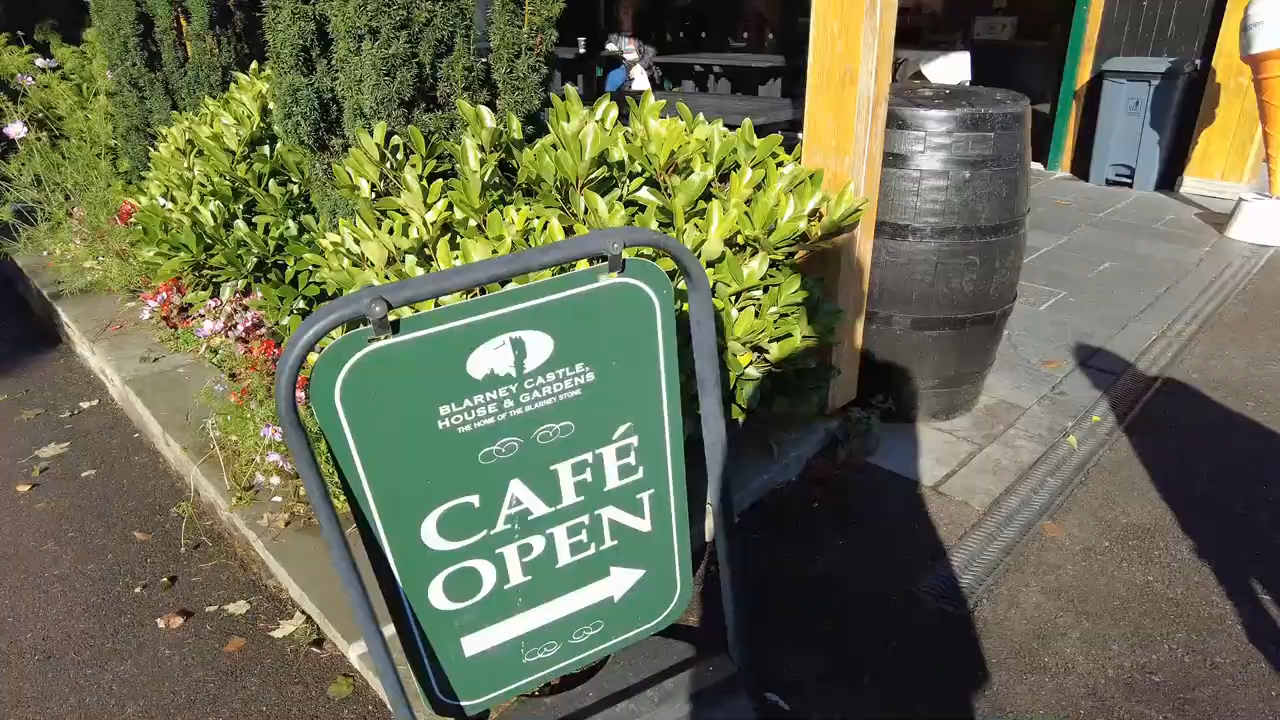 BLARNEY CASTLE,
HOUSE & GARDENS
THE HOME OF THE BLARNEY STONE
CAFÉ
OPEN